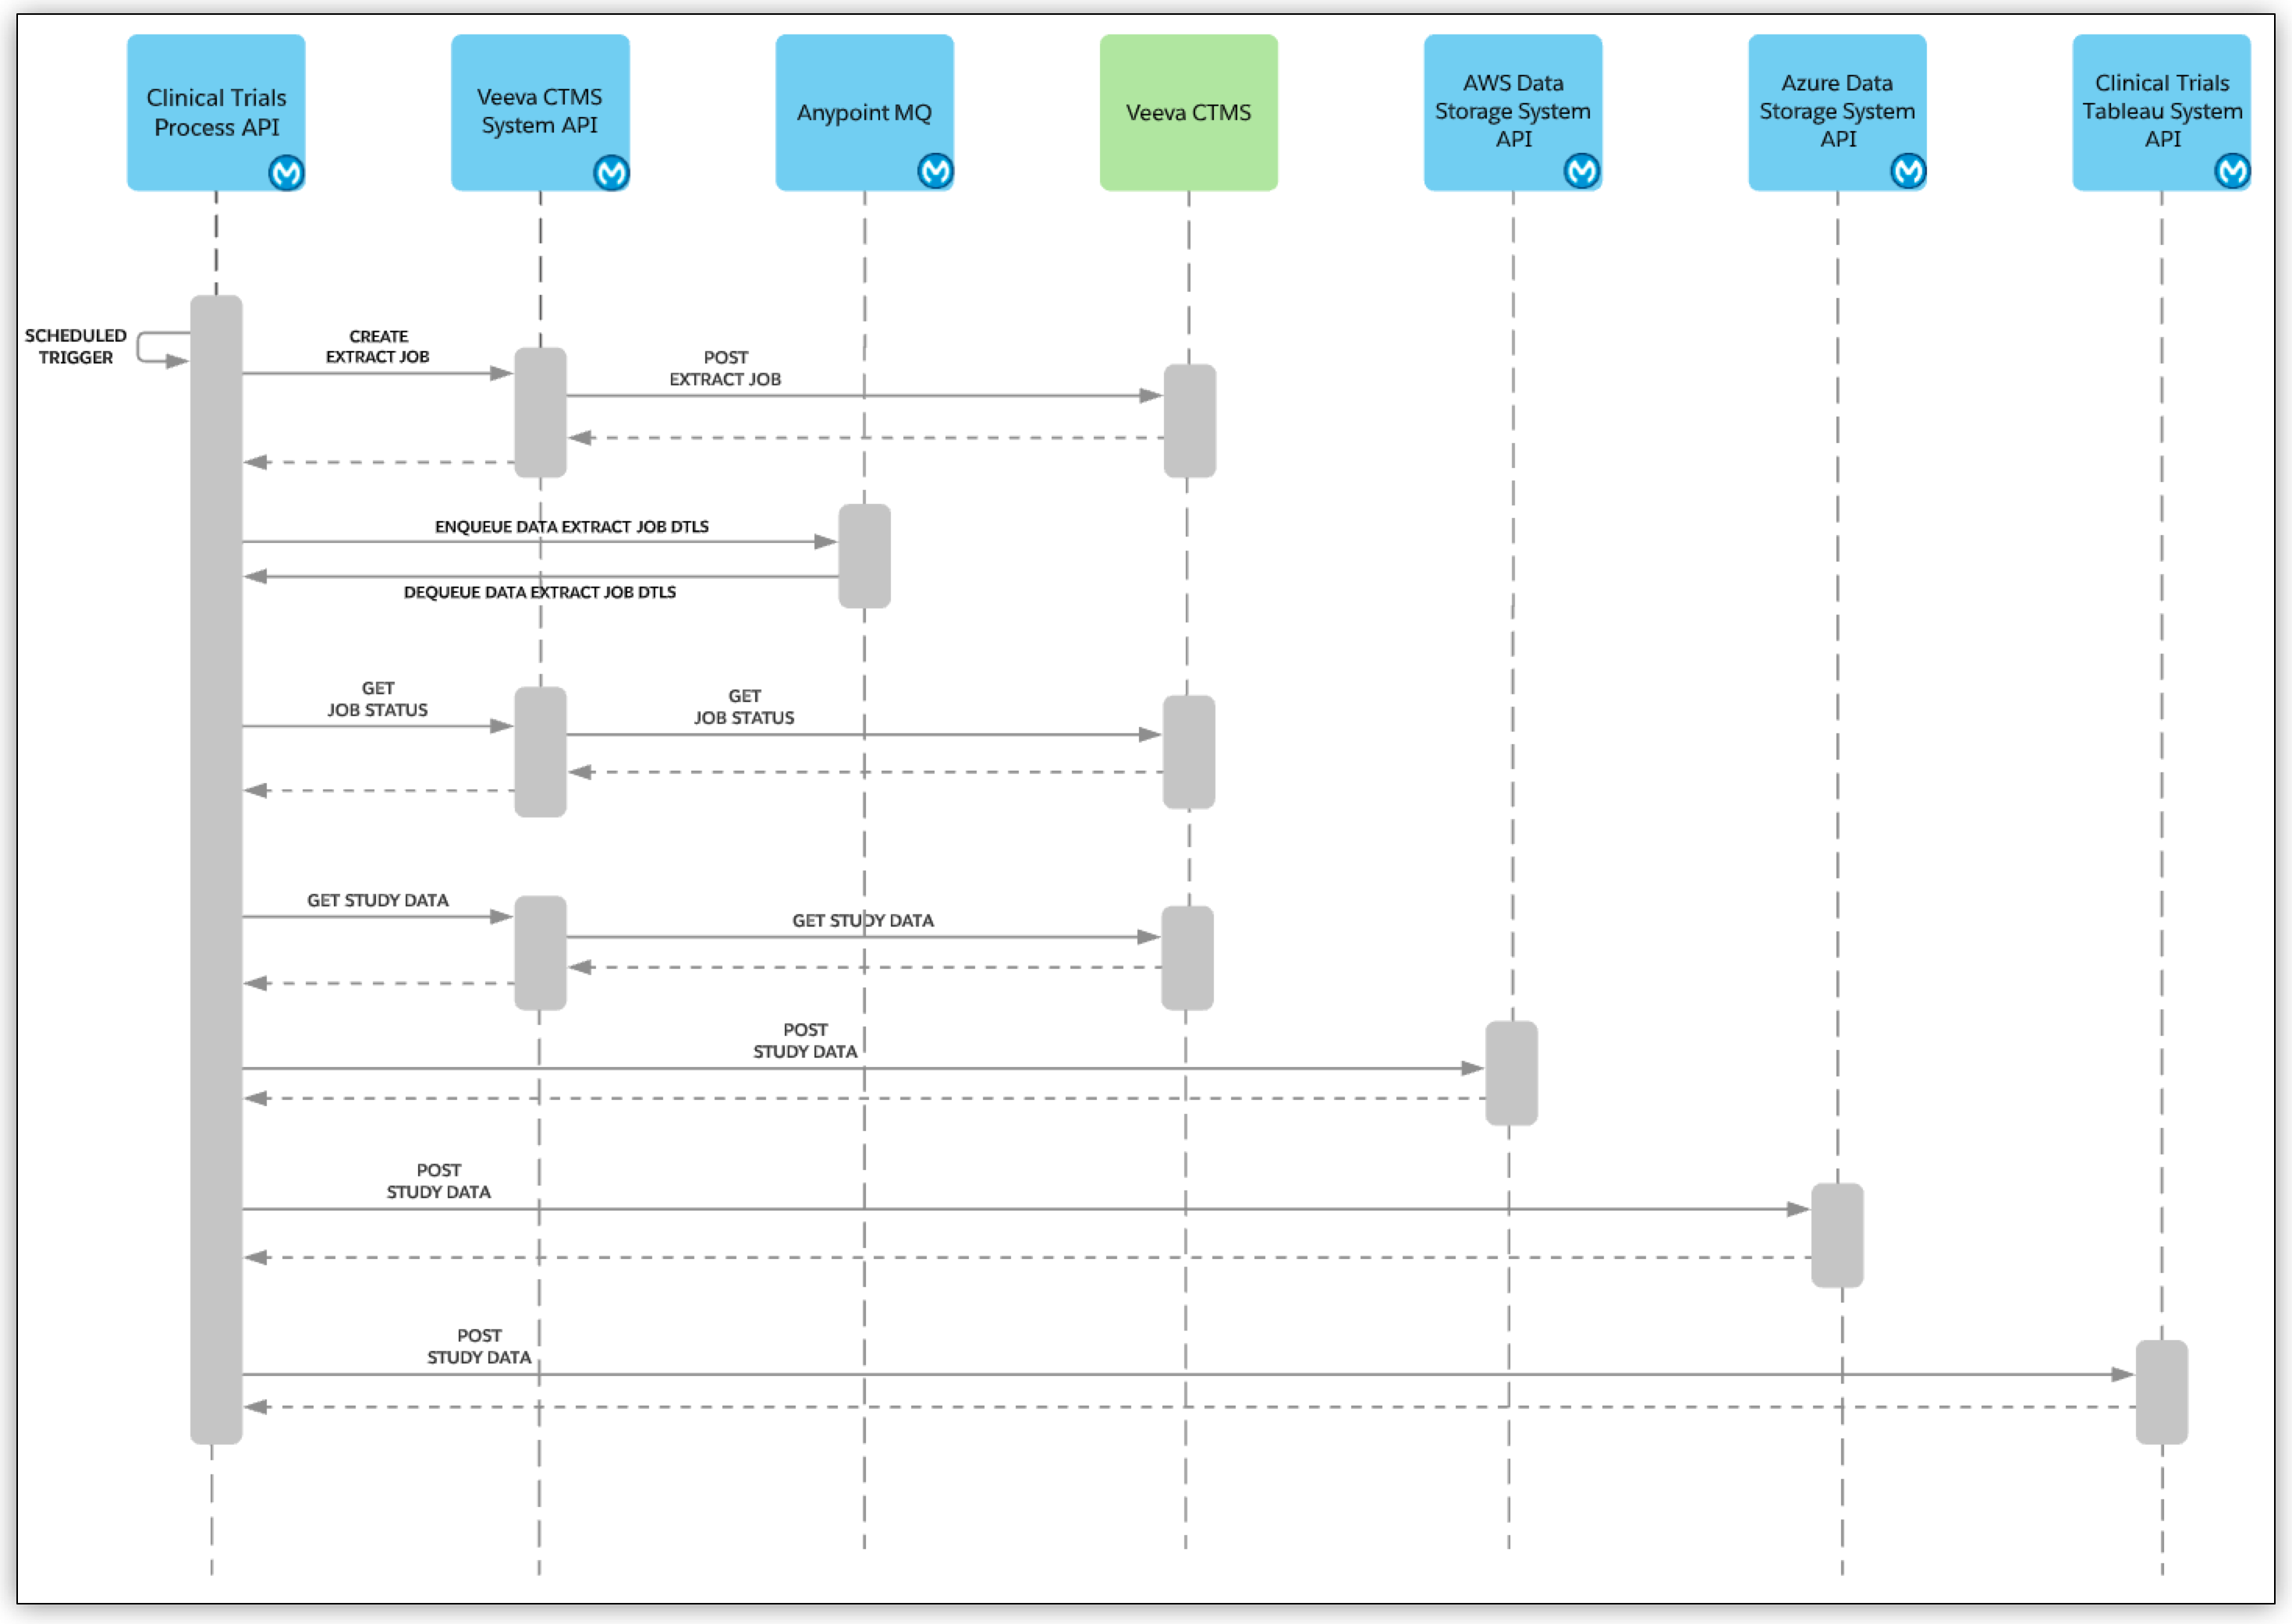 Clinical Trials
Process API
Veeva CTMS
System API
Anypoint MQ
Veeva CTMS
AWS Data
Storage System
API
Azure Data
Storage System
API
Clinical Trials
Tableau System
API
SCHEDULED
TRIGGER
CREATE
EXTRACT JOB
POST
EXTRACT JOB
ENQUEUE DATA EXTRACT JOB DTLS
DEQUEUE DATA EXTRACT JOB DTLS
GET
JOB STATUS
GET
JOB STATUS
GET STUDY DATA
GET STUDY DATA
POST
STUDY DATA
POST
STUDY DATA
POST
STUDY DATA